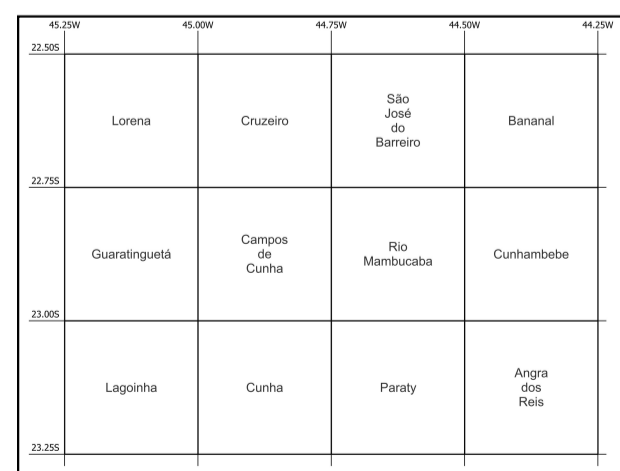 45.25W 45.00W 44.75W 44.50W 44.25W
22.50S
Lorena
Cruzeiro
São
José
do
Barreiro
Bananal
22.75S
Guaratinguetá
Campos
de
Cunha
Rio
Mambucaba
Cunhambebe
23.00S
Lagoinha
Cunha
Paraty
Angra
dos
Reis
23.25S